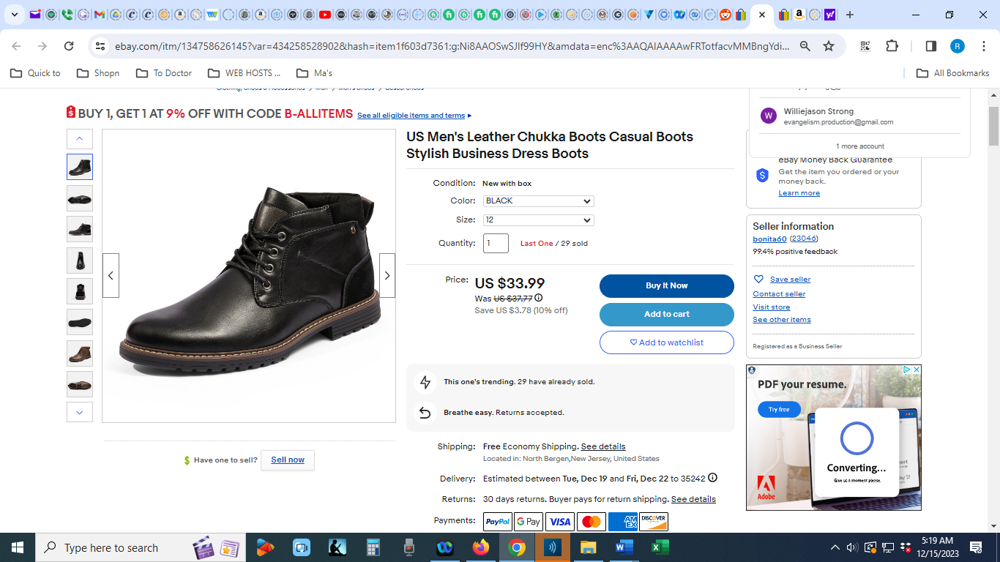 ebay.com/itm/134758626145?var=434258528902&hash=item1f603d7361:g:Ni8AAOSwSJlf99HY&amdata=enc%3AAQAIAAAAwFRTotfacvMMBngYdi...
R
Quick to
Shopn
To Doctor
WEB HOSTS ...
Ma's
All Bookmarks
BUY 1, GET 1 AT 9% OFF WITH CODE B-ALLITEMS See all eligible items and terms
US Men's Leather Chukka Boots Casual Boots
Stylish Business Dress Boots
Condition: New with box
Color: BLACK
Size: 12
Quantity: 1 Last One / 29 sold
Price: US $33.99
Was US $37.77
Save US $3.78 (10% off)
Buy It Now
Add to cart
Add to watchlist
This one's trending. 29 have already sold.
Breathe easy. Returns accepted.
Shipping: Free Economy Shipping. See details
Located in: North Bergen,New Jersey, United States
Delivery: Estimated between Tue, Dec 19 and Fri, Dec 22 to 35242
Returns: 30 days returns. Buyer pays for return shipping. See details
Payments: PayPal G Pay VISA AM EX DISCOVER
Have one to sell? Sell now
W
Williejason Strong
evangelism.production@gmail.com
1 more account
eBay Money Back Guarantee
Get the item you ordered or your
money back.
Learn more
Seller information
bonita60 (23046)
99.4% positive feedback
Save seller
Contact seller
Visit store
See other items
Registered as a Business Seller
PDF your resume.
Try free
Converting...
Give us a moment please.
Adobe
Type here to search
5:19 AM
12/15/2023